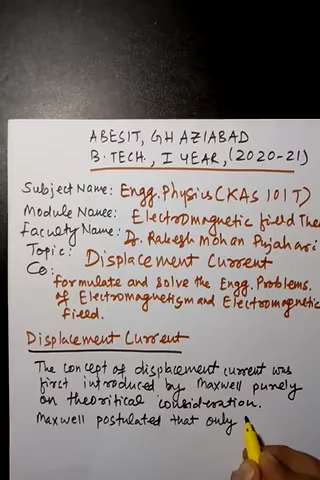 ABESIT, GHAZIABAD
B.TECH., I YEAR, (2020-21)
Subject Name: Engg. Physics (KAS 101T)
Module Name: Electromagnetic field The
Faculty Name: Dr. Rakesh Mohan Pujahari
Topic: Displacement Current
CO: formulate and solve the Engg. Problems
of Electromagnetism and Electromagnetic
field.
Displacement Current
The concept of displacement current was
first introduced by Maxwell purely
on theoritical consideration.
Maxwell postulated that only